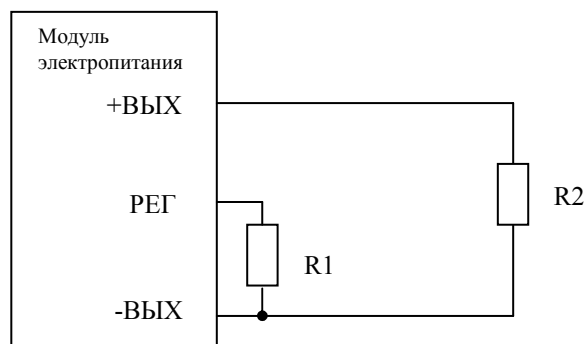 Модуль
электропитания
+ВЫХ
РЕГ
R2
R1
-ВЫХ